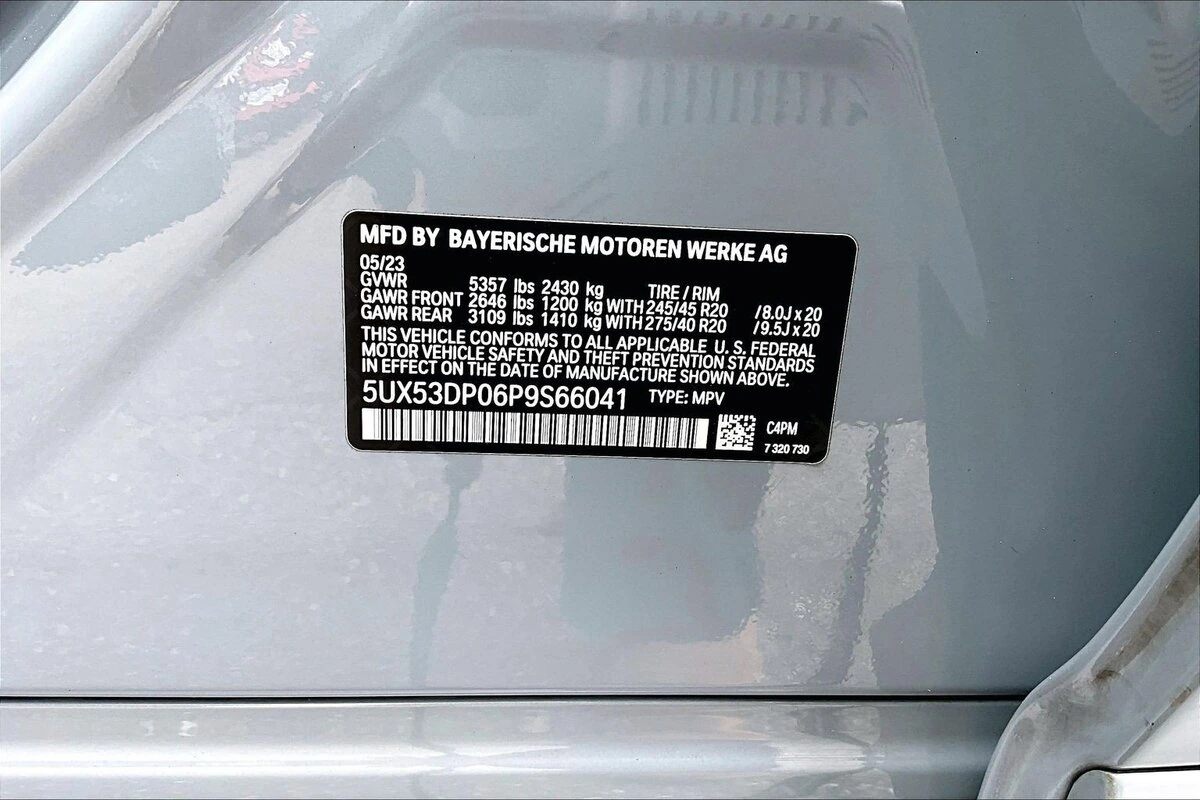 MFD BY BAYERISCHE MOTOREN WERKE AG
05/23
GVWR 5357 lbs 2430 kg TIRE / RIM
GAWR FRONT 2646 lbs 1200 kg WITH 245/45 R20 /8.0J x 20
GAWR REAR 3109 lbs 1410 kg WITH 275/40 R20 /9.5J x 20
THIS VEHICLE CONFORMS TO ALL APPLICABLE U. S. FEDERAL
MOTOR VEHICLE SAFETY AND THEFT PREVENTION STANDARDS
IN EFFECT ON THE DATE OF MANUFACTURE SHOWN ABOVE.
5UX53DP06P9S66041 TYPE: MPV
C4PM
7 320 730